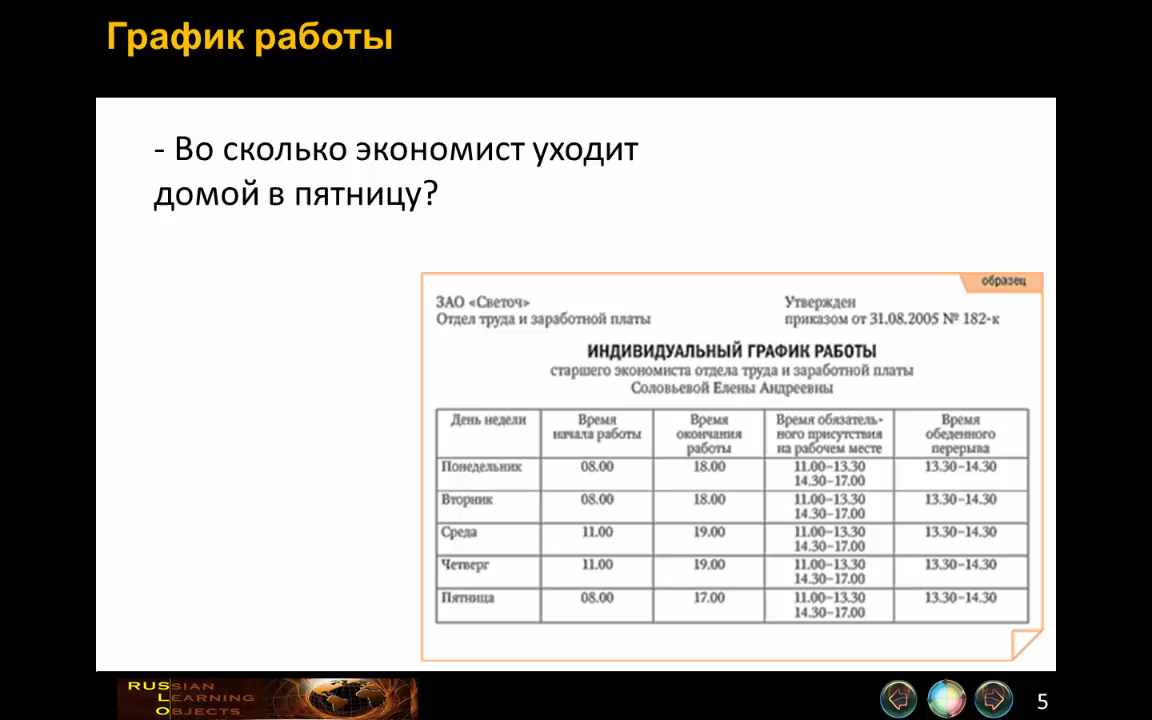 График работы
- Во сколько экономист уходит
домой в пятницу?
образец
ЗАО «Светоч»
Отдел труда и заработной платы
Утвержден
приказом от 31.08.2005 № 182-к
ИНДИВИДУАЛЬНЫЙ ГРАФИК РАБОТЫ
старшего экономиста отдела труда и заработной платы
Соловьевой Елены Андреевны
День недели
Время
начала работы
Время
окончания
работы
Время обязатель-
ного присутствия
на рабочем месте
Время
обеденного
перерыва
Понедельник 08.00 18.00 11.00–13.30 13.30–14.30
14.30–17.00
Вторник 08.00 18.00 11.00–13.30 13.30–14.30
14.30–17.00
Среда 11.00 19.00 11.00–13.30 13.30–14.30
14.30–17.00
Четверг 11.00 19.00 11.00–13.30 13.30–14.30
14.30–17.00
Пятница 08.00 17.00 11.00–13.30 13.30–14.30
14.30–17.00
RUSSIAN
LEARNING
OBJECTS
5